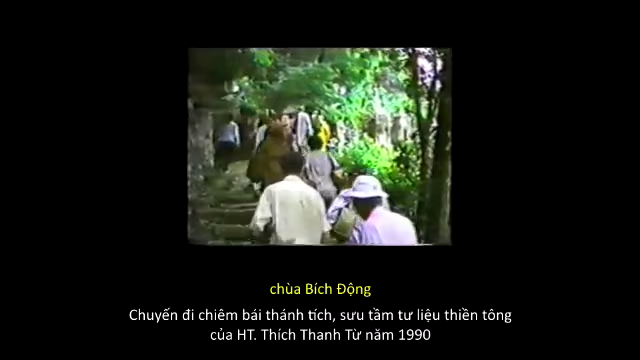 chùa Bích Động
Chuyến đi chiêm bái thánh tích, sưu tầm tư liệu thiền tông
của HT. Thích Thanh Từ năm 1990